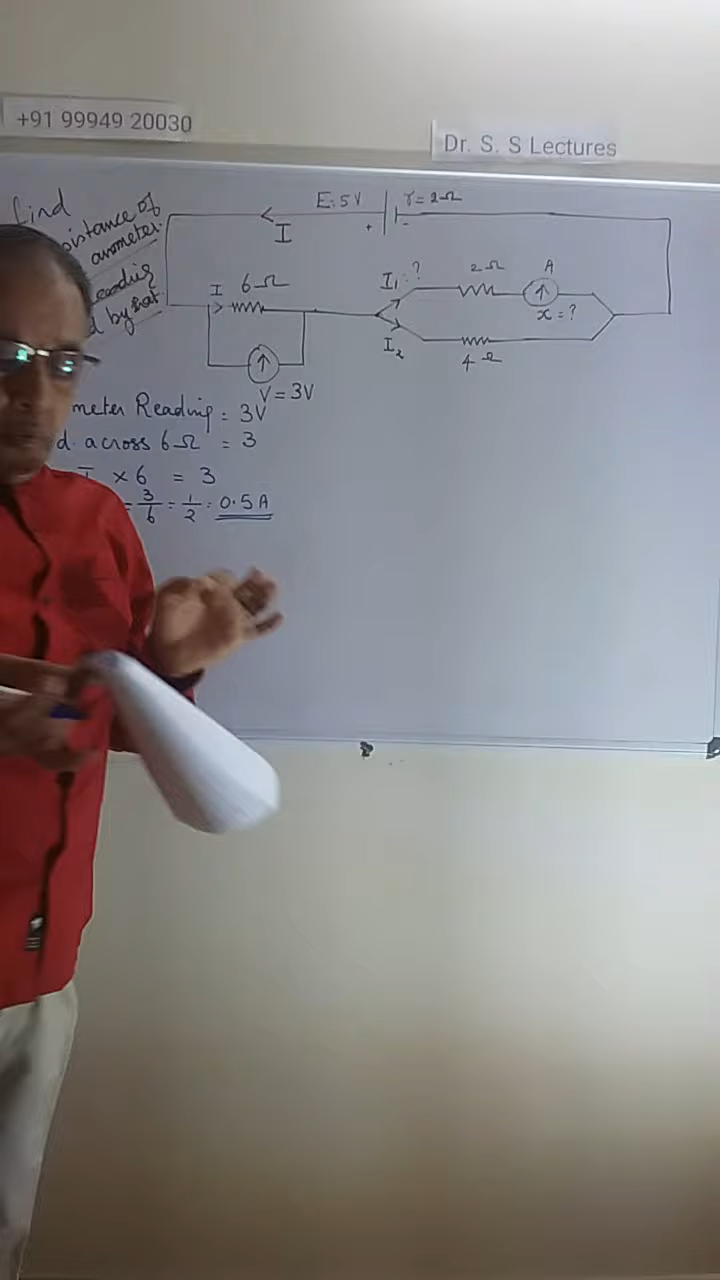 +91 99949 20030
Dr. S. S Lectures
find
sistance of
ammeter.
eading
d by that
E: 5V
r = 2Ω
+
-
I
I
6Ω
V = 3V
I₁: ?
2Ω
A
x = ?
I₂
4Ω
meter Reading: 3V
d. across 6Ω = 3
I × 6 = 3
= 3/6 = 1/2 = 0.5A